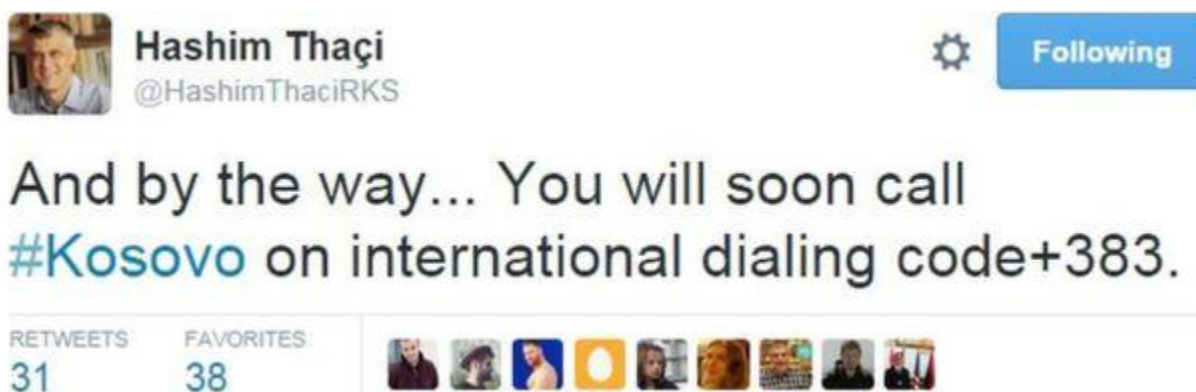 Hashim Thaçi
@HashimThaciRKS
Following
And by the way... You will soon call
#Kosovo on international dialing code+383.
RETWEETS FAVORITES
31 38